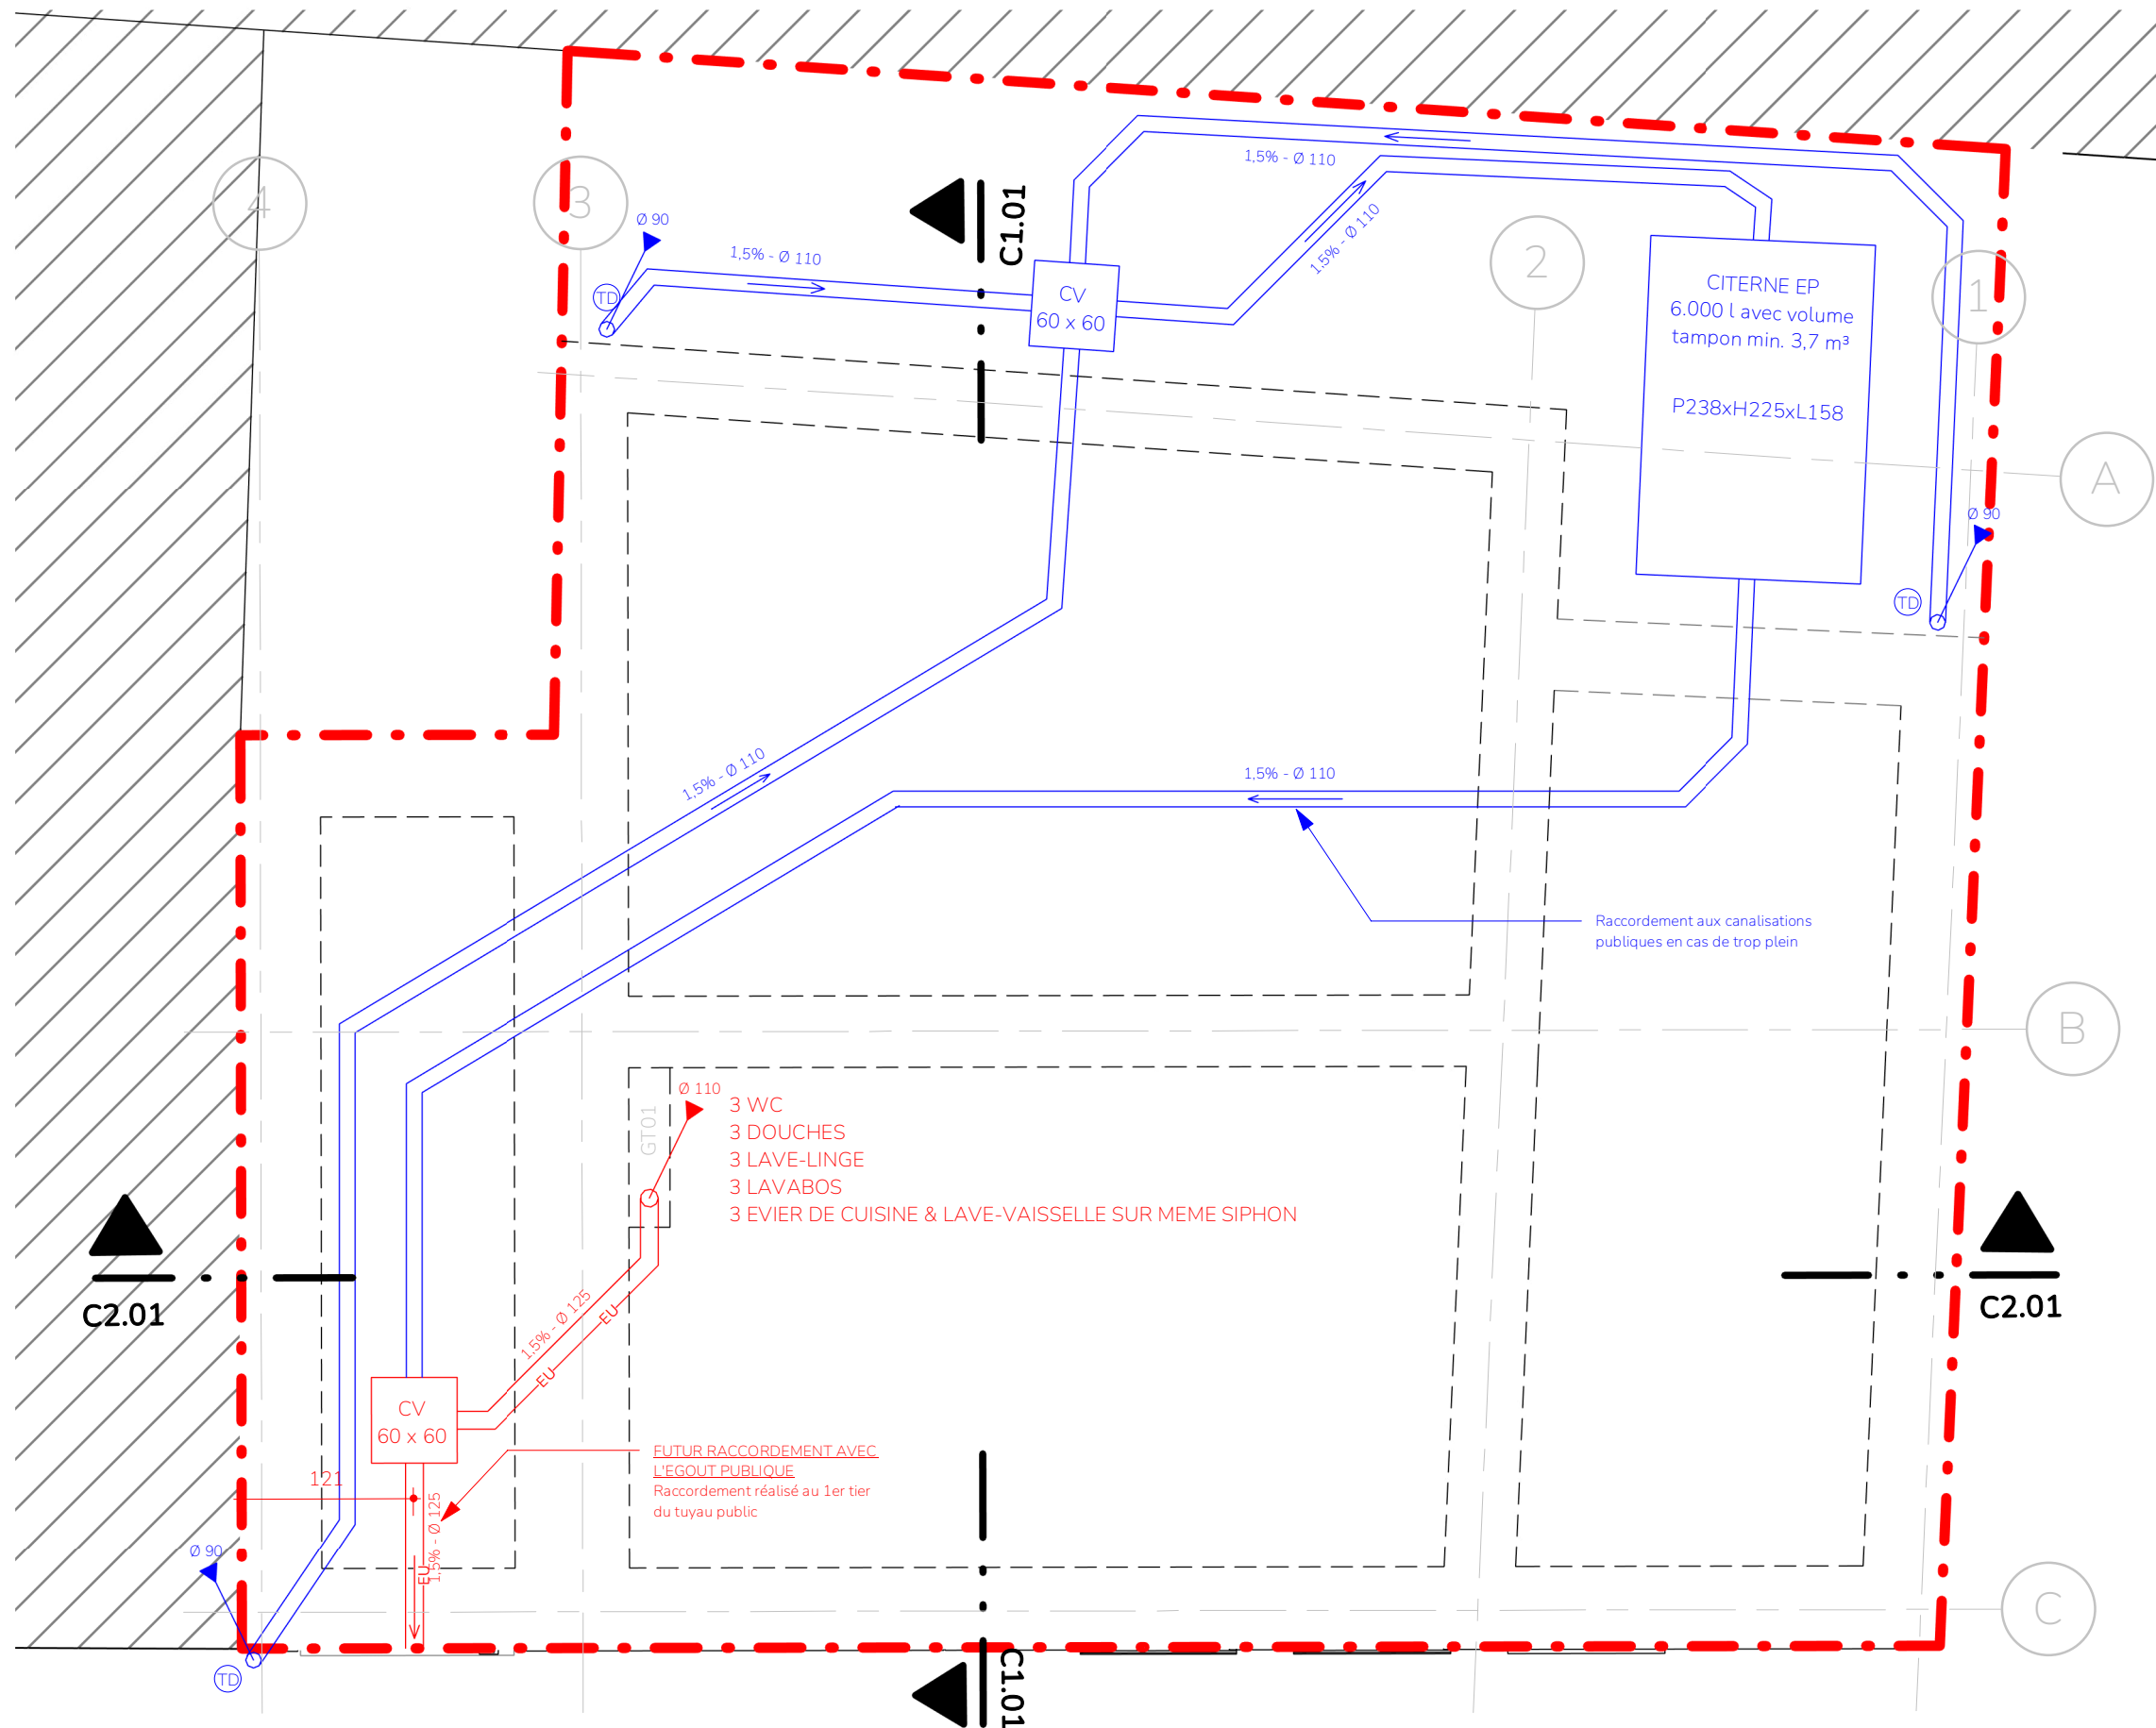 4
3
Ø 90
TD
1,5% - Ø 110
C1.01
1,5% - Ø 110
1.5% - Ø 110
CV
60 x 60
2
CITERNE EP
6.000 l avec volume
tampon min. 3,7 m³
P238xH225xL158
1
A
Ø 90
TD
1,5% - Ø 110
1,5% - Ø 110
Raccordement aux canalisations
publiques en cas de trop plein
B
GT01
Ø 110
3 WC
3 DOUCHES
3 LAVE-LINGE
3 LAVABOS
3 EVIER DE CUISINE & LAVE-VAISSELLE SUR MEME SIPHON
C2.01
C2.01
1.5% - Ø 125
EU
EU
CV
60 x 60
FUTUR RACCORDEMENT AVEC
L'EGOUT PUBLIQUE
Raccordement réalisé au 1er tier
du tuyau public
121
1,5% - Ø 125
EU
Ø 90
TD
C
C1.01